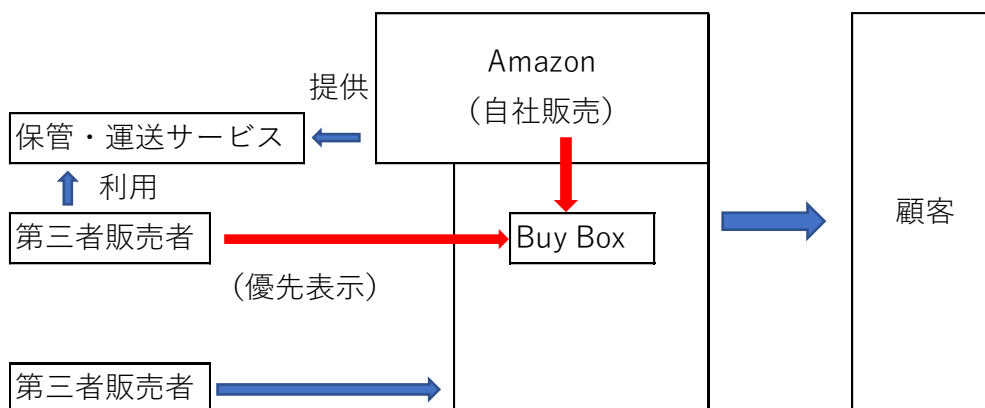 Amazon
（自社販売）
提供
保管・運送サービス
利用
第三者販売者
Buy Box
顧客
（優先表示）
第三者販売者